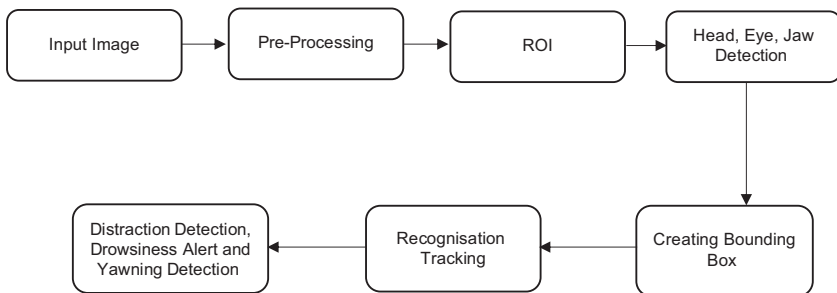 Input Image
Pre-Processing
ROI
Head, Eye, Jaw
Detection
Creating Bounding
Box
Recognisation
Tracking
Distraction Detection,
Drowsiness Alert and
Yawning Detection